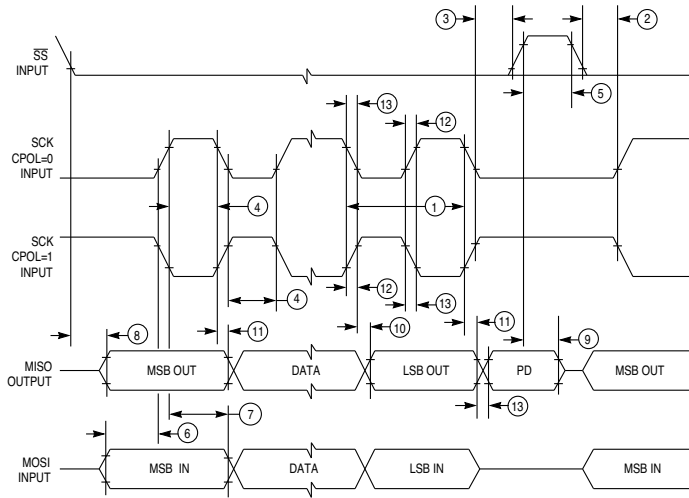 3
2
SS
INPUT
5
13
12
SCK
CPOL=0
INPUT
4
1
SCK
CPOL=1
INPUT
12
13
4
8
11
10
11
9
MISO
OUTPUT
MSB OUT
DATA
LSB OUT
PD
MSB OUT
7
13
6
MOSI
INPUT
MSB IN
DATA
LSB IN
MSB IN